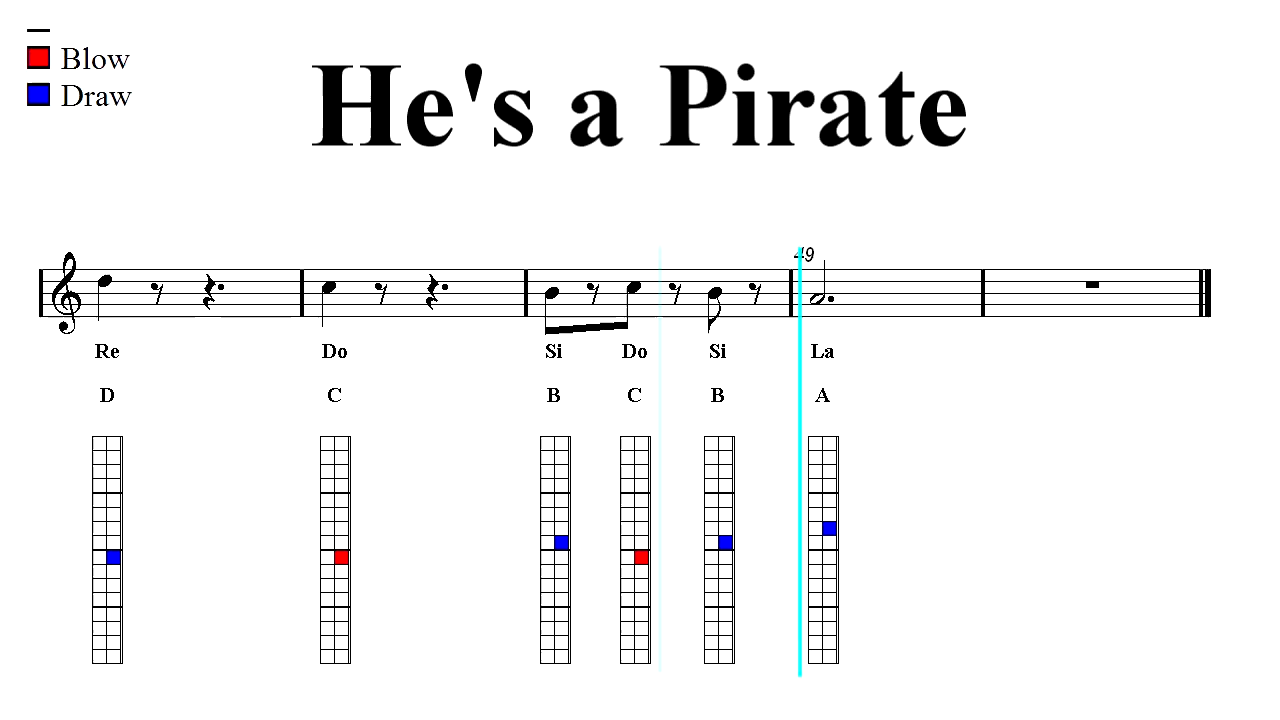 Blow
Draw
He's a Pirate
49
Re Do Si Do Si La
D C B C B A